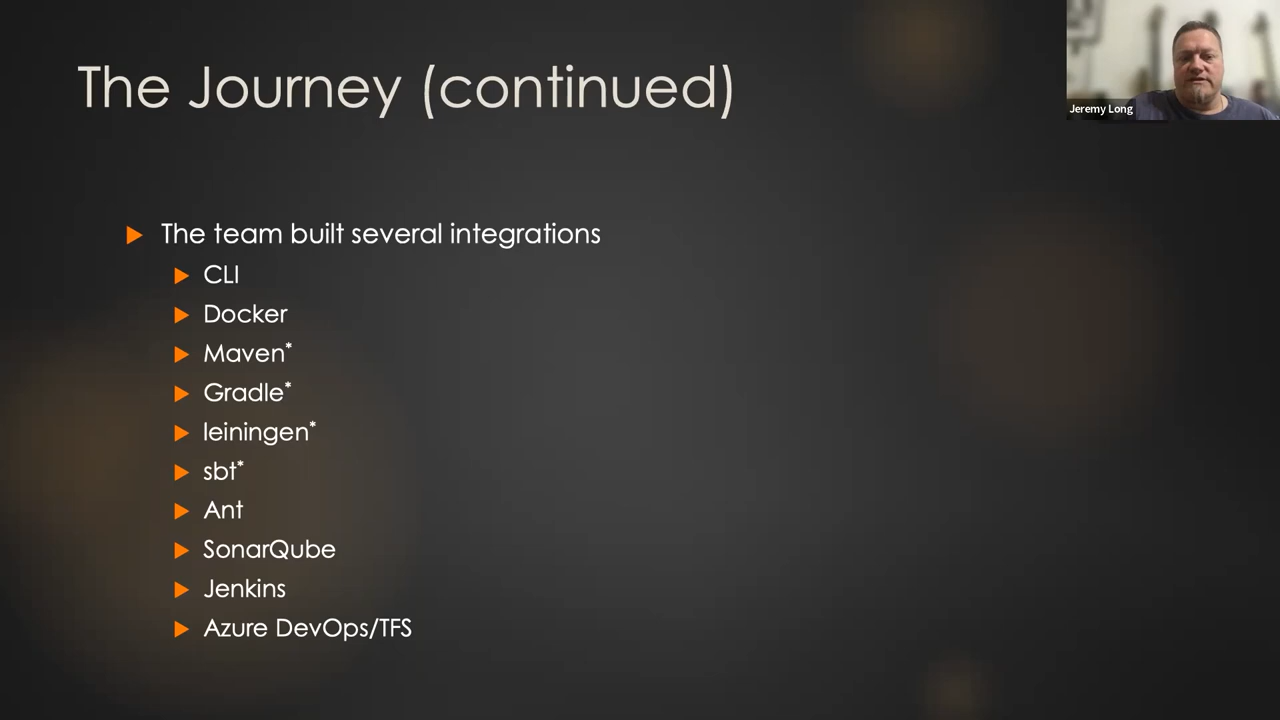 The Journey (continued)
Jeremy Long
The team built several integrations
CLI
Docker
Maven*
Gradle*
leiningen*
sbt*
Ant
SonarQube
Jenkins
Azure DevOps/TFS